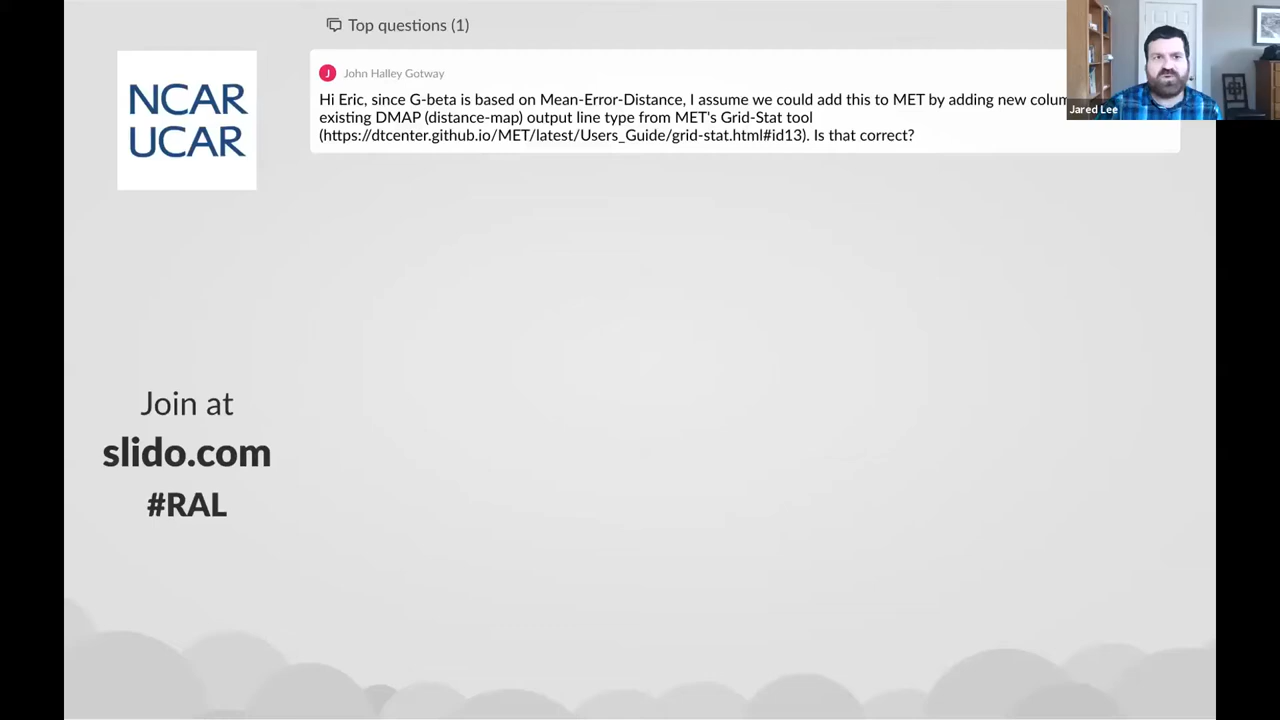 Top questions (1)
NCAR
UCAR
J John Halley Gotway
Hi Eric, since G-beta is based on Mean-Error-Distance, I assume we could add this to MET by adding new
existing DMAP (distance-map) output line type from MET's Grid-Stat tool
(https://dtcenter.github.io/MET/latest/Users_Guide/grid-stat.html#id13). Is that correct?
Jared Lee
Join at
slido.com
#RAL